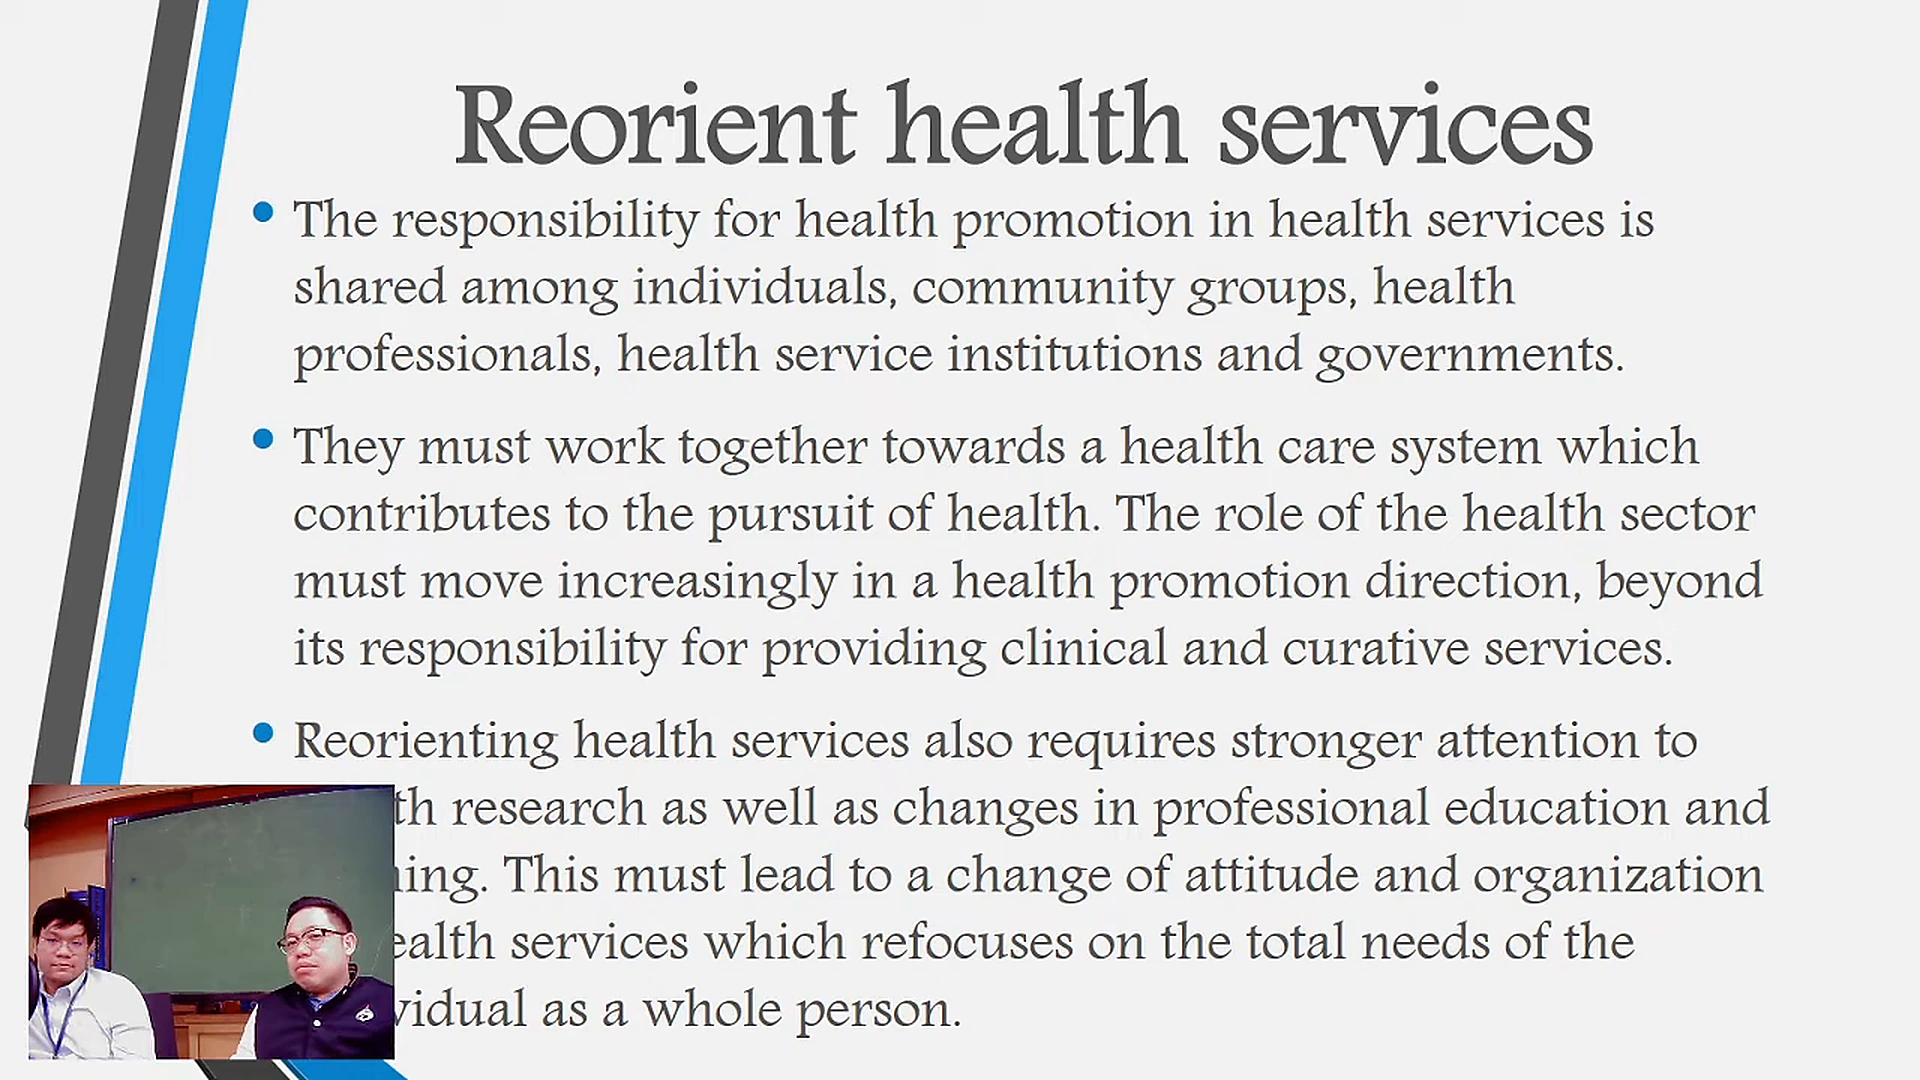 Reorient health services
• The responsibility for health promotion in health services is
shared among individuals, community groups, health
professionals, health service institutions and governments.
• They must work together towards a health care system which
contributes to the pursuit of health. The role of the health sector
must move increasingly in a health promotion direction, beyond
its responsibility for providing clinical and curative services.
• Reorienting health services also requires stronger attention to
research as well as changes in professional education and
This must lead to a change of attitude and organization
services which refocuses on the total needs of the
as a whole person.